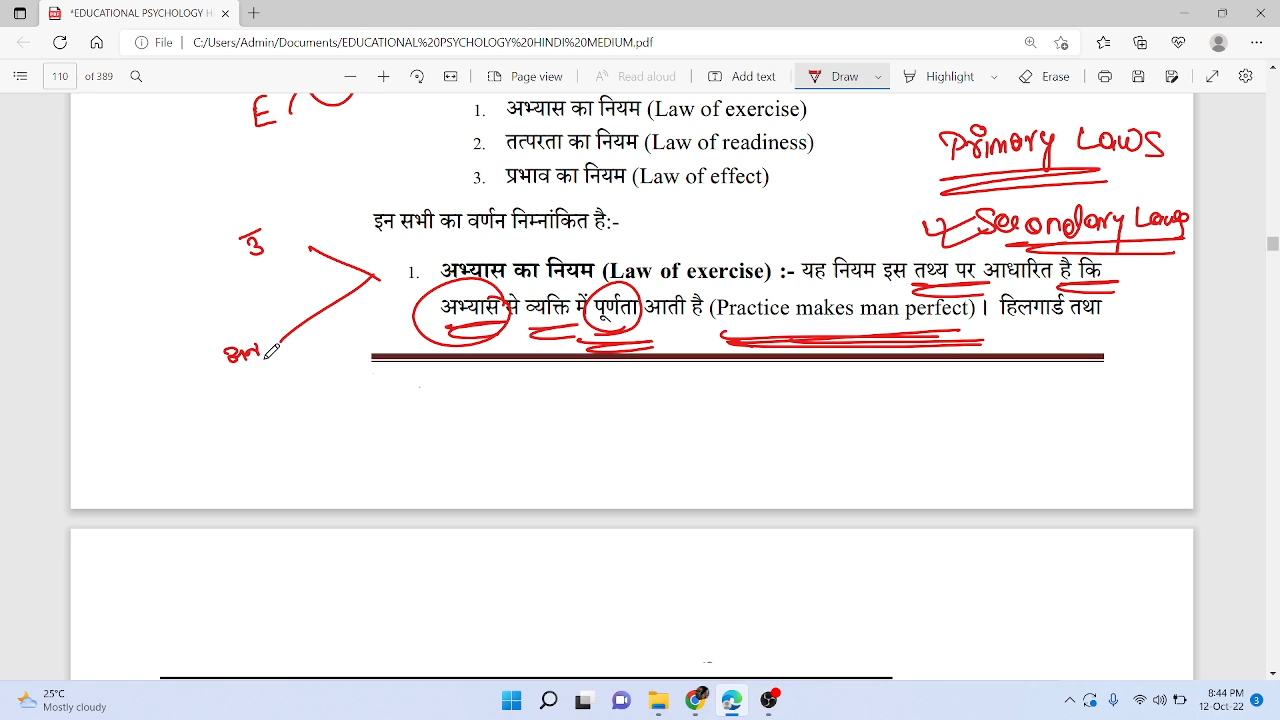 *EDUCATIONAL PSYCHOLOGY H
File C:/Users/Admin/Documents/EDUCATIONAL%20PSYCHOLOGY%20HINDI%20MEDIUM.pdf
110 of 389 Page view Read aloud Add text Draw Highlight Erase
E
1. अभ्यास का नियम (Law of exercise)
Primary Laws
2. तत्परता का नियम (Law of readiness)
3. प्रभाव का नियम (Law of effect)
इन सभी का वर्णन निम्नांकित है:-
Secondary Laws
1. अभ्यास का नियम (Law of exercise) :- यह नियम इस तथ्य पर आधारित है कि
अभ्यास से व्यक्ति में पूर्णता आती है (Practice makes man perfect)। हिलगार्ड तथा
25°C
Mostly cloudy
8:44 PM
12-Oct-22
3